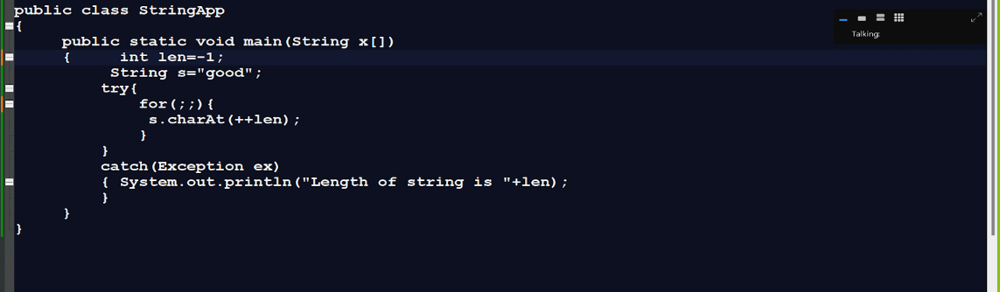 public class StringApp
{
Talking:
public static void main(String x[])
{ int len=-1;
String s="good";
try{
for(;;){
s.charAt(++len);
}
}
catch(Exception ex)
{ System.out.println("Length of string is "+len);
}
}
}